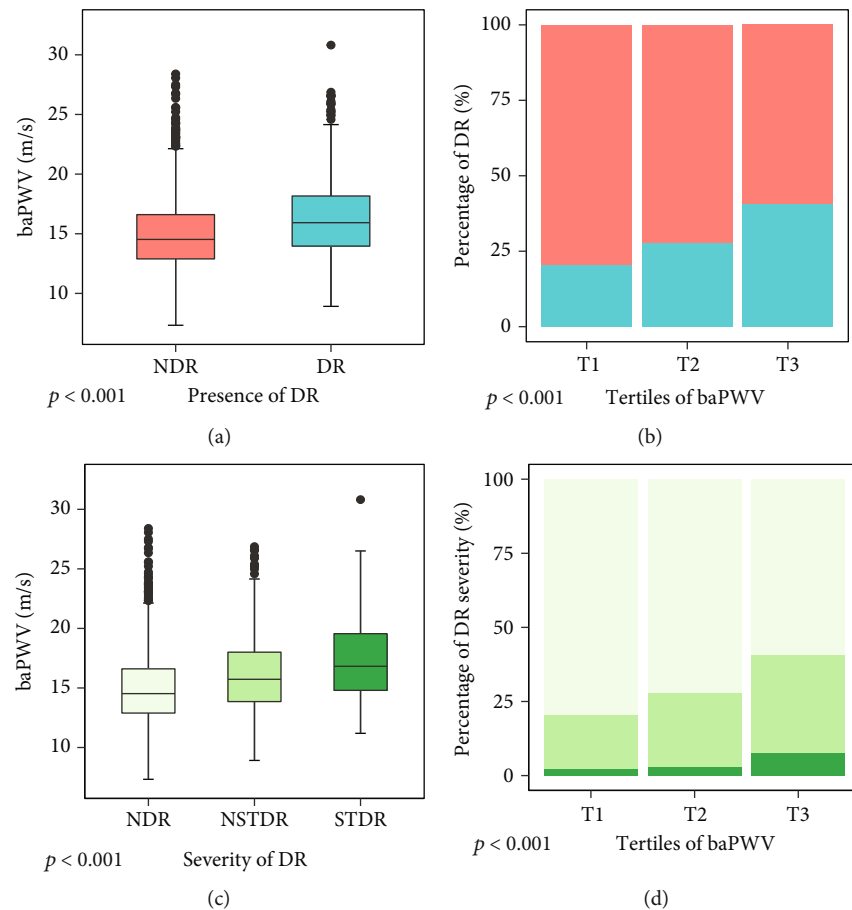 baPWV (m/s)
30
25
20
15
10
NDR
DR
p < 0.001
Presence of DR
(a)
Percentage of DR (%)
100
75
50
25
0
T1
T2
T3
p < 0.001
Tertiles of baPWV
(b)
baPWV (m/s)
30
25
20
15
10
NDR
NSTDR
STDR
p < 0.001
Severity of DR
(c)
Percentage of DR severity (%)
100
75
50
25
0
T1
T2
T3
p < 0.001
Tertiles of baPWV
(d)